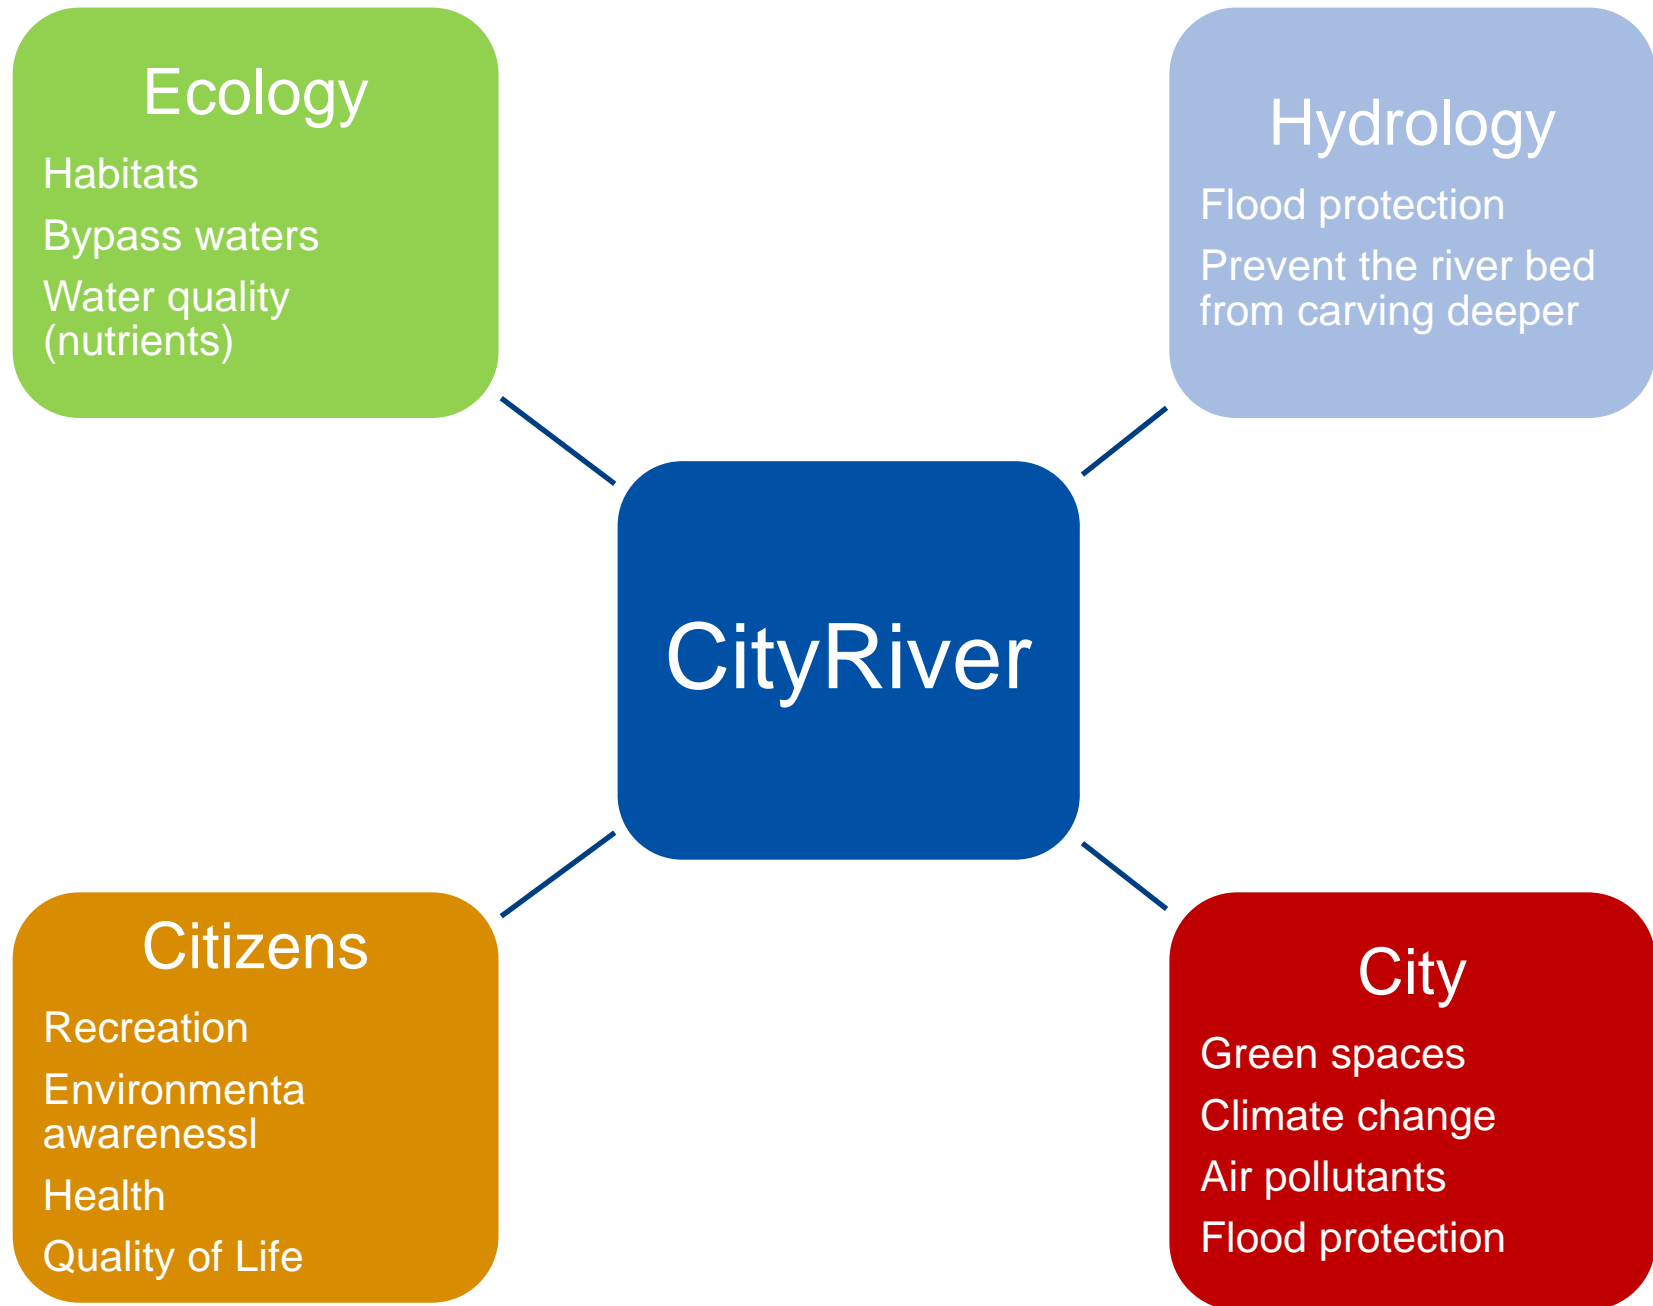 Ecology
Habitats
Bypass waters
Water quality
(nutrients)
Hydrology
Flood protection
Prevent the river bed
from carving deeper
CityRiver
Citizens
Recreation
Environmenta
awarenessl
Health
Quality of Life
City
Green spaces
Climate change
Air pollutants
Flood protection